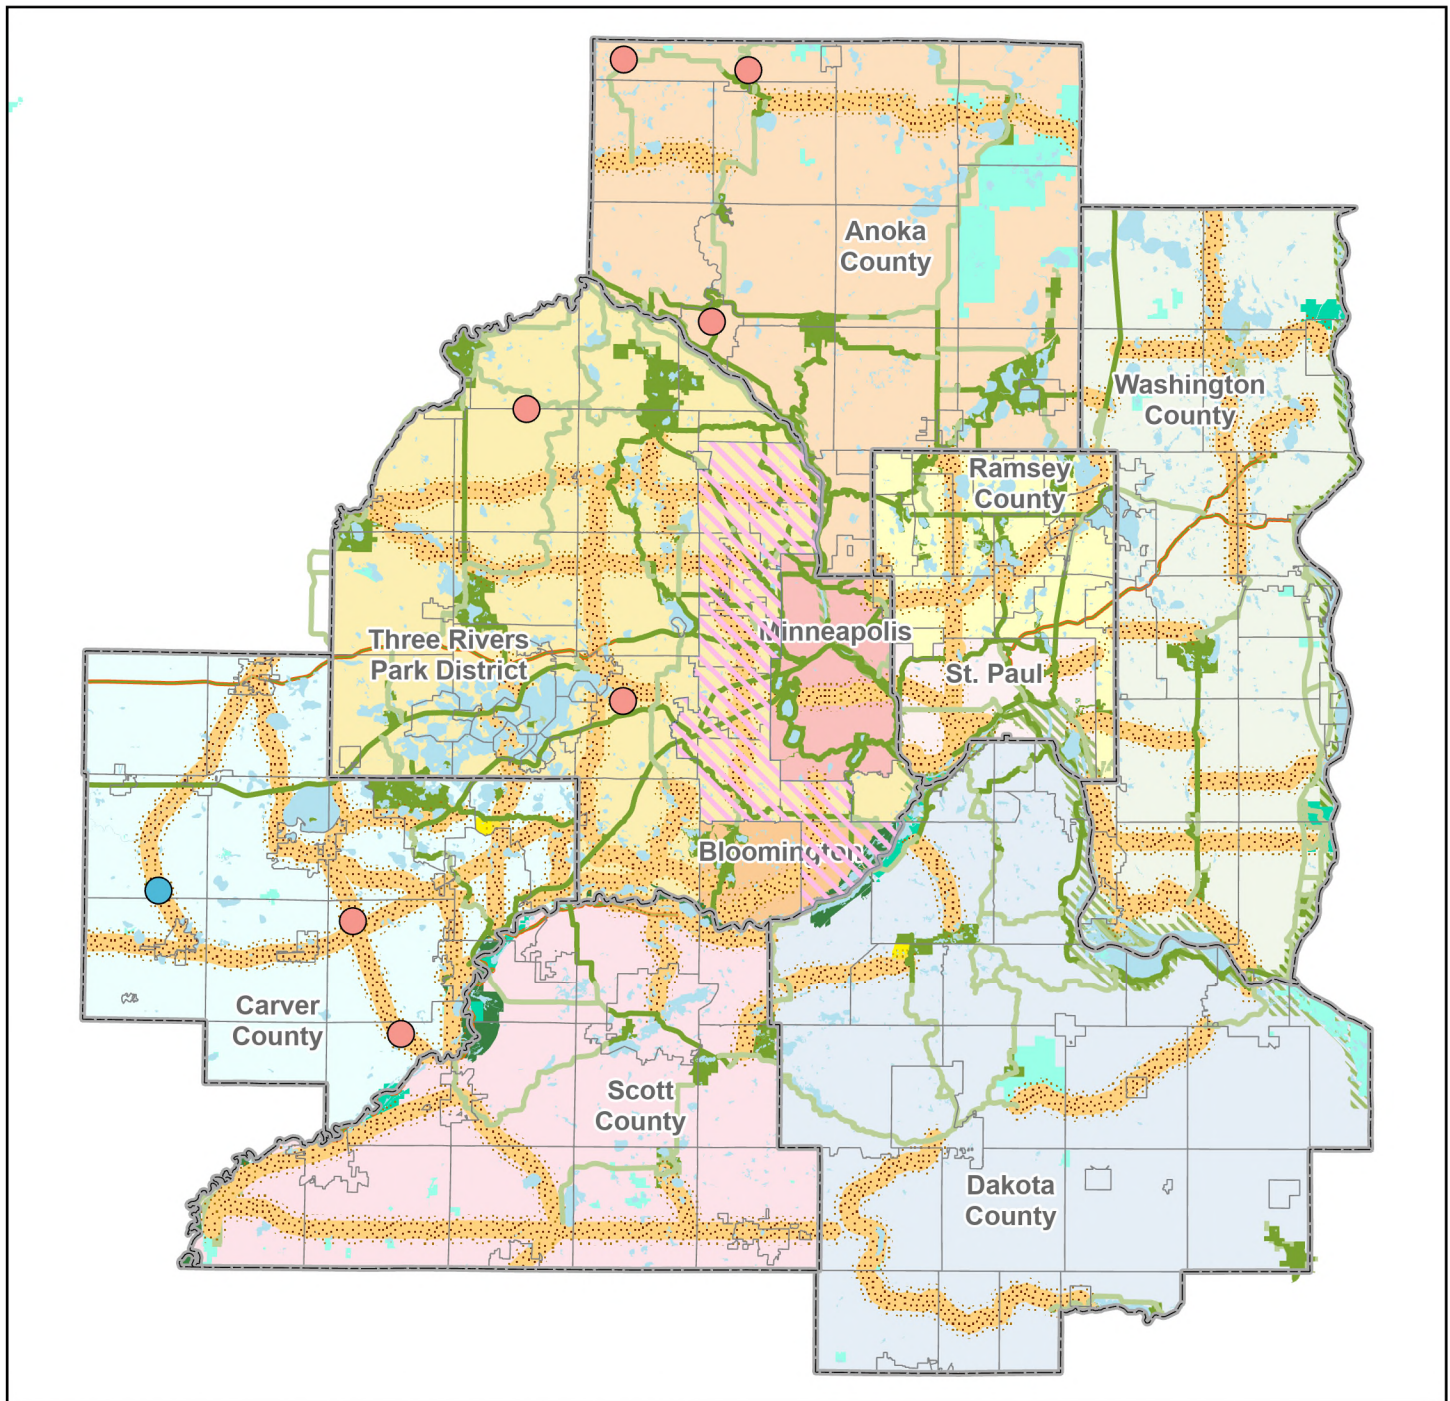 Anoka
County
Washington
County
Ramsey
County
Minneapolis
Three Rivers
Park District
St. Paul
Bloomington
Carver
County
Scott
County
Dakota
County